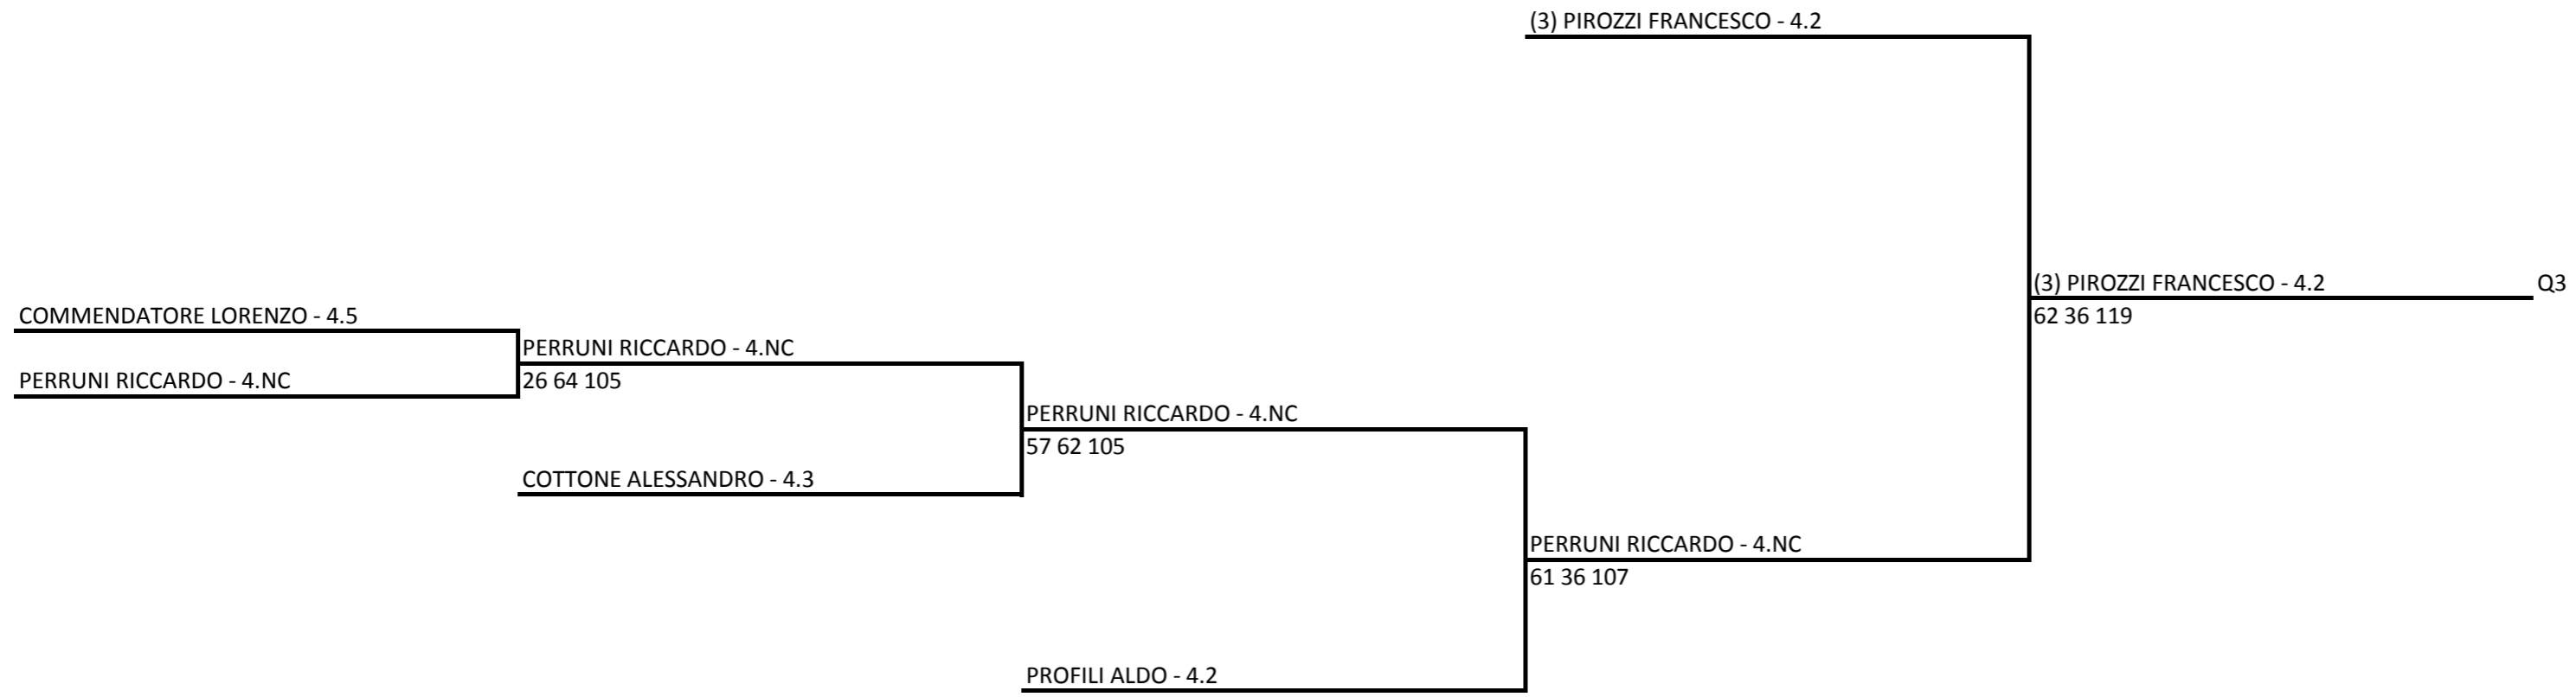 (3) PIROZZI FRANCESCO - 4.2
(3) PIROZZI FRANCESCO - 4.2
Q3
COMMENDATORE LORENZO - 4.5
62 36 119
PERRUNI RICCARDO - 4.NC
PERRUNI RICCARDO - 4.NC
26 64 105
PERRUNI RICCARDO - 4.NC
57 62 105
COTTONE ALESSANDRO - 4.3
PERRUNI RICCARDO - 4.NC
61 36 107
PROFILI ALDO - 4.2